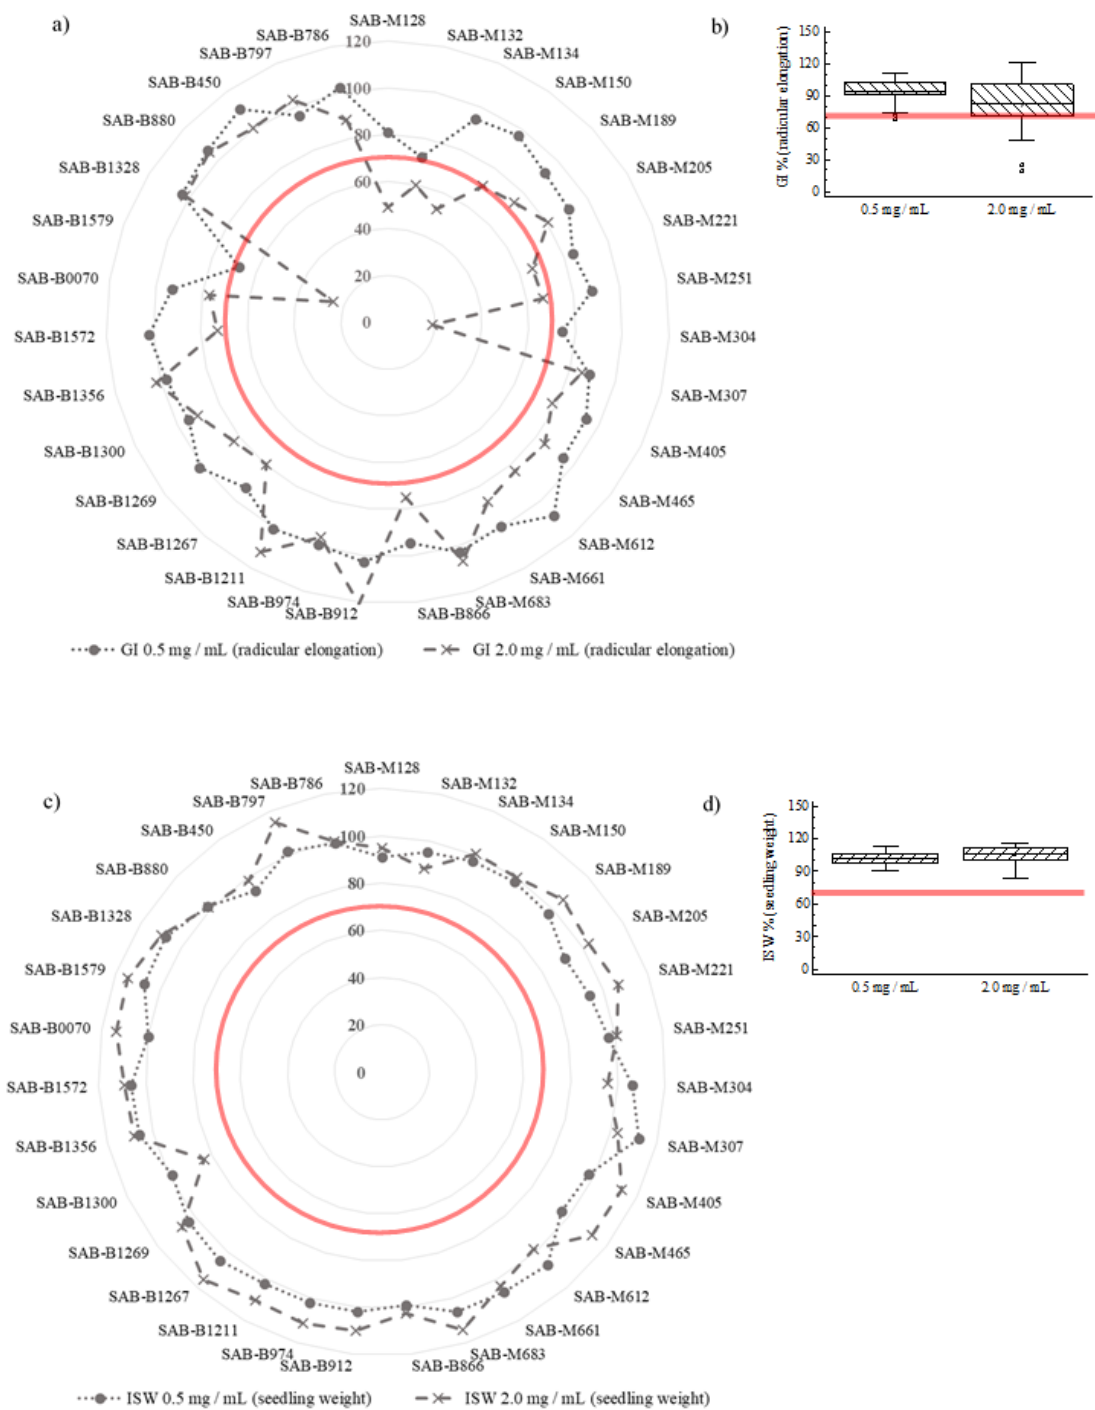 a)
SAB-M128
SAB-M132
SAB-M134
SAB-M150
SAB-M189
SAB-M205
SAB-M221
SAB-M251
SAB-M304
SAB-M307
SAB-M405
SAB-M465
SAB-M612
SAB-M661
SAB-M683
SAB-B866
SAB-B912
SAB-B974
SAB-B1211
SAB-B1267
SAB-B1269
SAB-B1300
SAB-B1356
SAB-B1572
SAB-B0070
SAB-B1579
SAB-B1328
SAB-B880
SAB-B450
SAB-B797
SAB-B786
120
100
80
60
40
20
0
GI 0.5 mg / mL (radicular elongation)
GI 2.0 mg / mL (radicular elongation)
b)
GI % (radicular elongation)
150
120
90
60
30
0
0.5 mg / mL
2.0 mg / mL
c)
SAB-M128
SAB-M132
SAB-M134
SAB-M150
SAB-M189
SAB-M205
SAB-M221
SAB-M251
SAB-M304
SAB-M307
SAB-M405
SAB-M465
SAB-M612
SAB-M661
SAB-M683
SAB-B866
SAB-B912
SAB-B974
SAB-B1211
SAB-B1267
SAB-B1269
SAB-B1300
SAB-B1356
SAB-B1572
SAB-B0070
SAB-B1579
SAB-B1328
SAB-B880
SAB-B450
SAB-B797
SAB-B786
120
100
80
60
40
20
0
ISW 0.5 mg / mL (seedling weight)
ISW 2.0 mg / mL (seedling weight)
d)
ISW % (seedling weight)
150
120
90
60
30
0
0.5 mg / mL
2.0 mg / mL